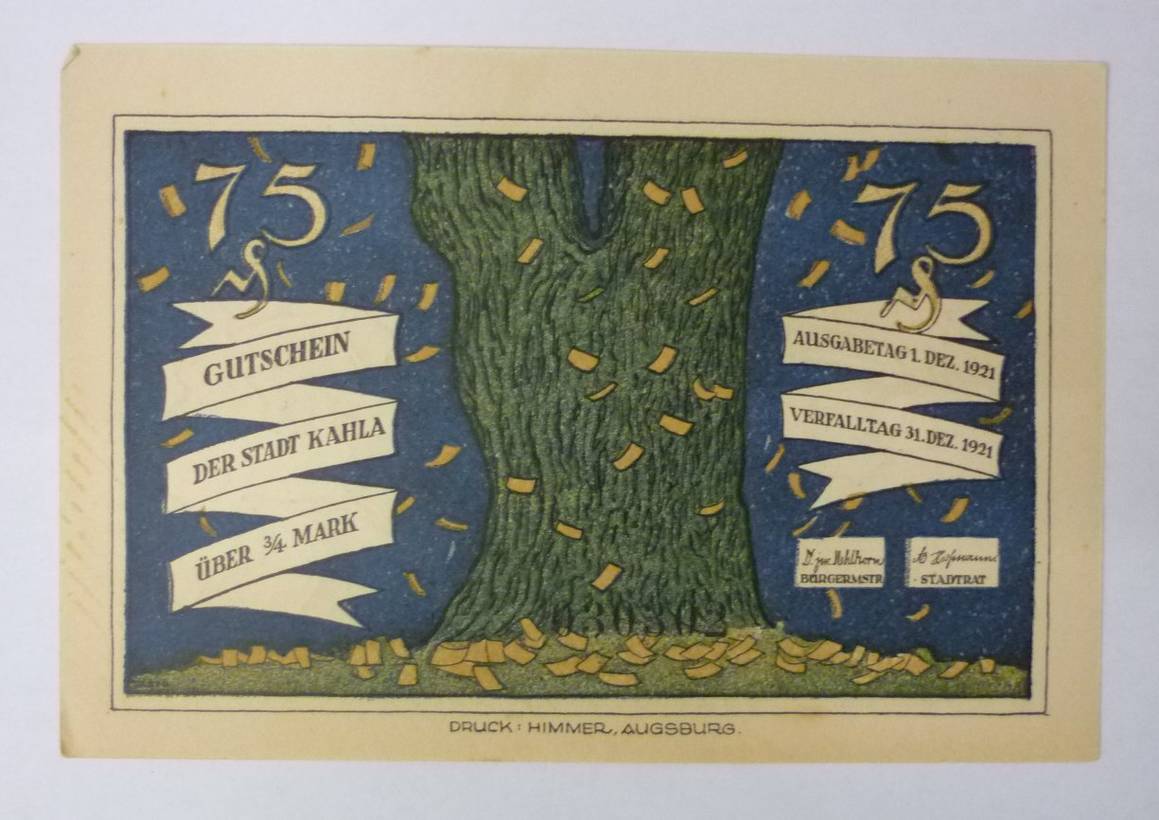 75
₰
GUTSCHEIN
DER STADT KAHLA
ÜBER ¾ MARK
75
₰
AUSGABETAG 1. DEZ. 1921
VERFALLTAG 31. DEZ. 1921
BÜRGERMSTR
STADTRAT
030302
DRUCK: HIMMER, AUGSBURG.